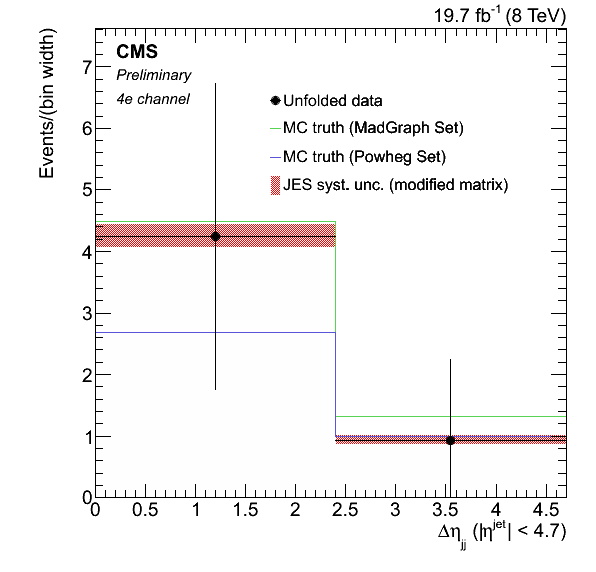 19.7 fb⁻¹ (8 TeV)
CMS
Preliminary
4e channel
Unfolded data
MC truth (MadGraph Set)
MC truth (Powheg Set)
JES syst. unc. (modified matrix)
Events/(bin width)
7
6
5
4
3
2
1
0
0 0.5 1 1.5 2 2.5 3 3.5 4 4.5
Δη_jj (|η^jet| < 4.7)